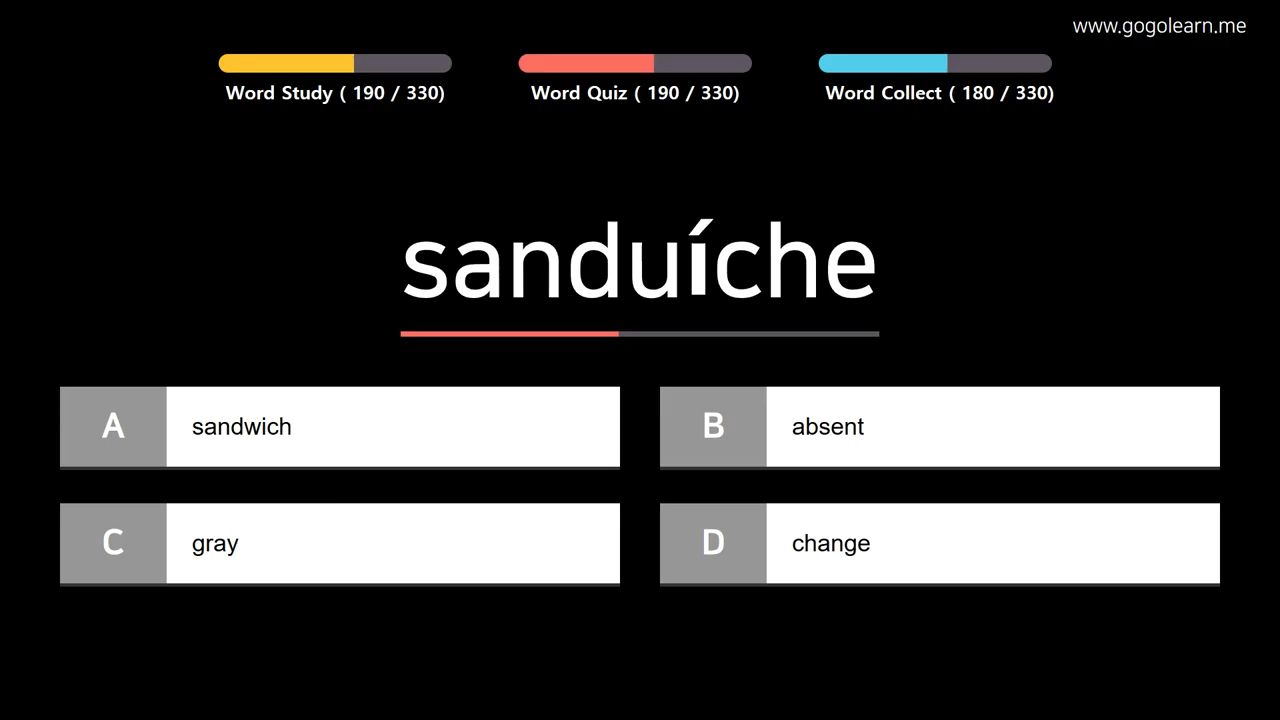 www.gogolearn.me
Word Study ( 190 / 330)
Word Quiz ( 190 / 330)
Word Collect ( 180 / 330)
sanduíche
A sandwich
B absent
C gray
D change